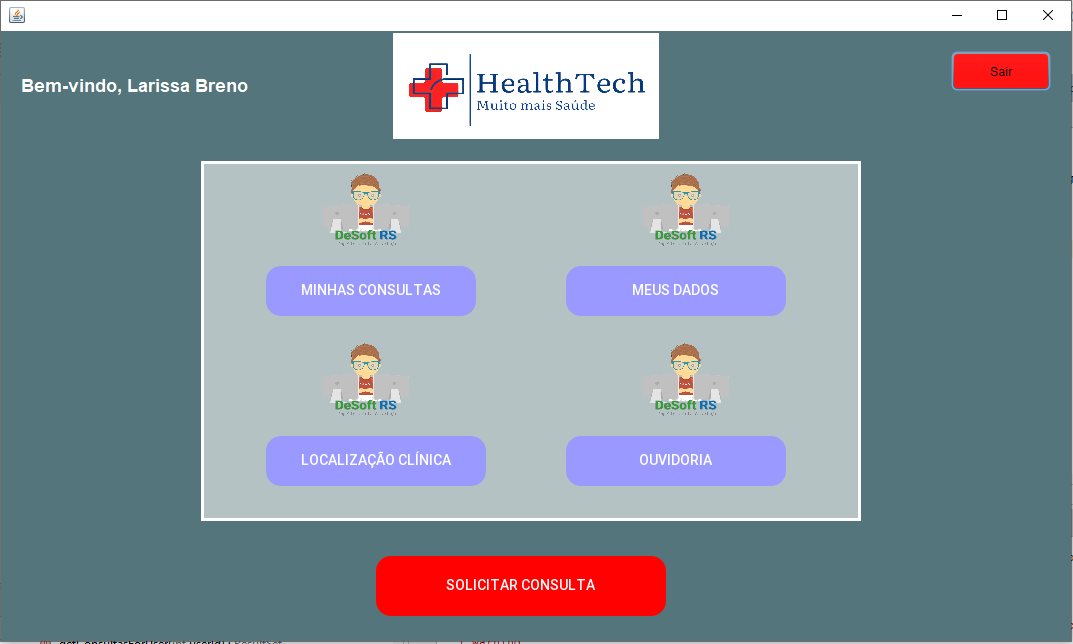 Bem-vindo, Larissa Breno
HealthTech
Muito mais Saúde
Sair
DeSoft RS
DeSoft RS
MINHAS CONSULTAS
MEUS DADOS
DeSoft RS
DeSoft RS
LOCALIZAÇÃO CLÍNICA
OUVIDORIA
SOLICITAR CONSULTA